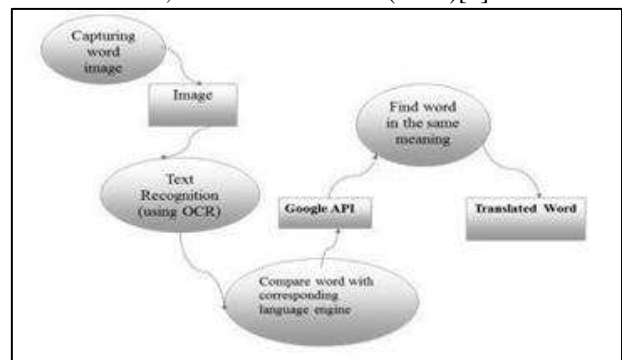 Capturing
word
image
Image
Text
Recognition
(using OCR)
Compare word with
corresponding
language engine
Google API
Find word
in the same
meaning
Translated Word